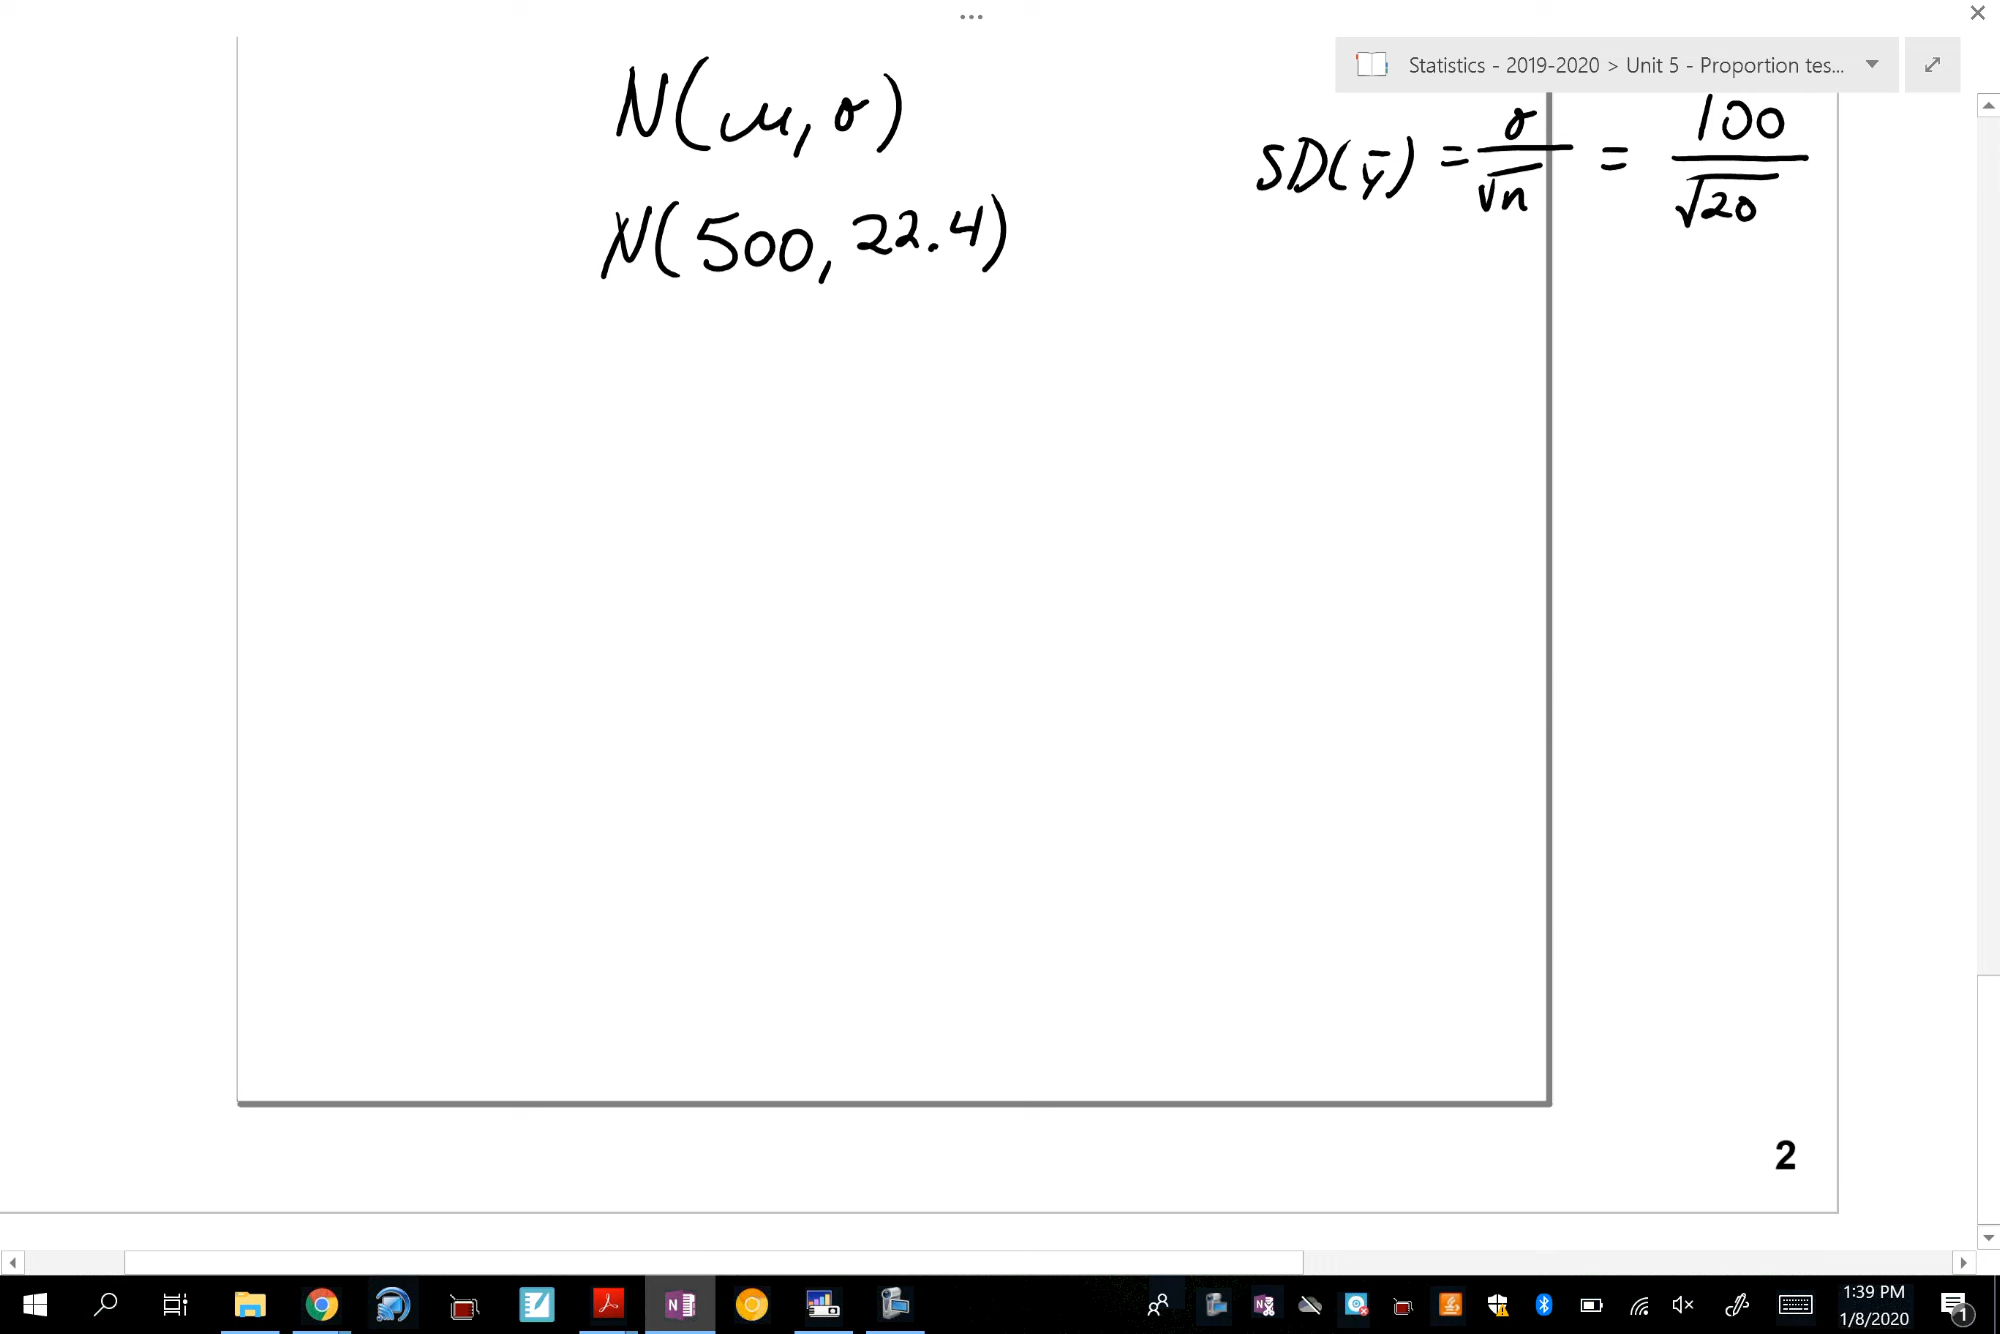 Statistics - 2019-2020 > Unit 5 - Proportion tes...
N(μ, σ)
SD(ȳ) = σ/√n = 100/√20
N(500, 22.4)
2
1:39 PM
1/8/2020
1